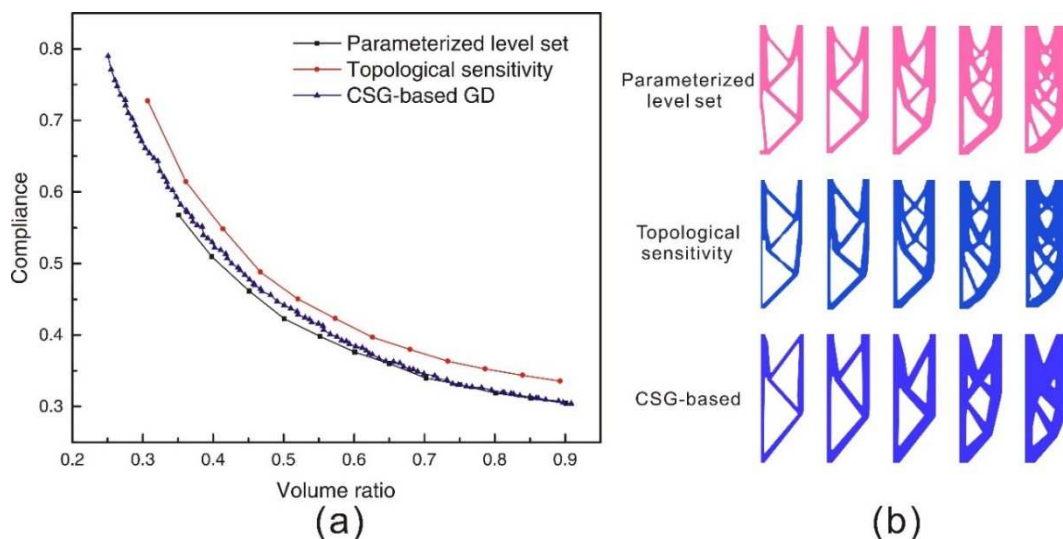 0.8
0.7
0.6
0.5
0.4
0.3
Compliance
Parameterized level set
Topological sensitivity
CSG-based GD
0.2 0.3 0.4 0.5 0.6 0.7 0.8 0.9
Volume ratio
(a)
Parameterized
level set
Topological
sensitivity
CSG-based
(b)